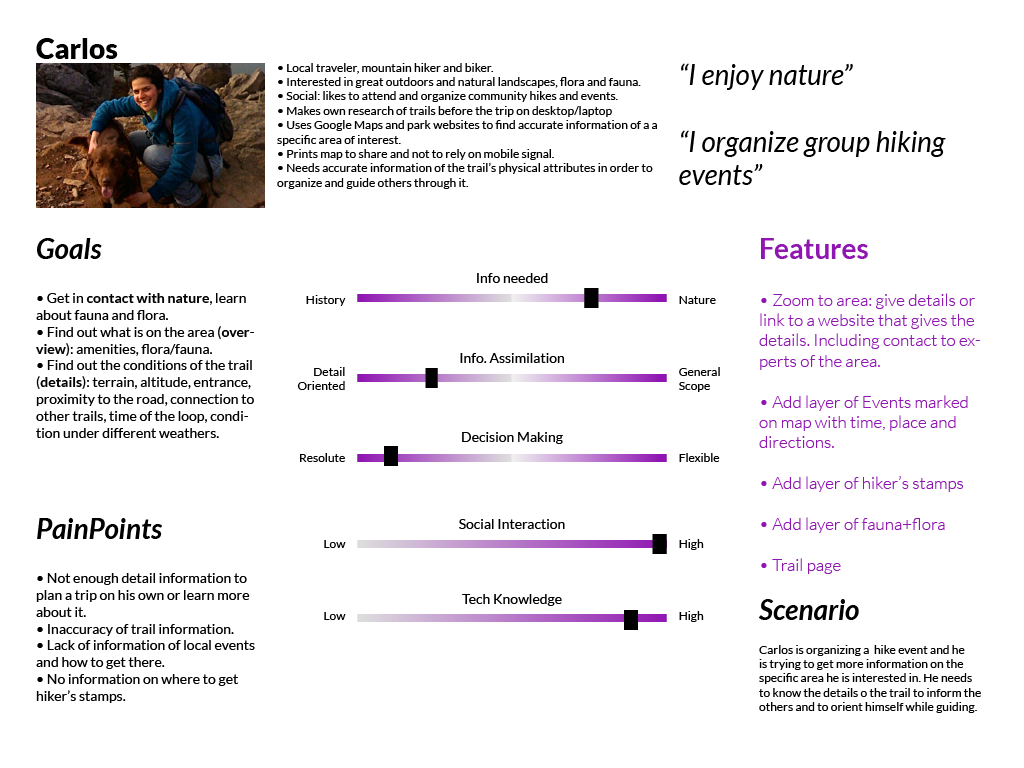 Carlos
• Local traveler, mountain hiker and biker.
• Interested in great outdoors and natural landscapes, flora and fauna.
• Social: likes to attend and organize community hikes and events.
• Makes own research of trails before the trip on desktop/laptop
• Uses Google Maps and park websites to find accurate information of a a
specific area of interest.
• Prints map to share and not to rely on mobile signal.
• Needs accurate information of the trail’s physical attributes in order to
organize and guide others through it.
“I enjoy nature”
“I organize group hiking
events”
Goals
• Get in contact with nature, learn
about fauna and flora.
• Find out what is on the area (over-
view): amenities, flora/fauna.
• Find out the conditions of the trail
(details): terrain, altitude, entrance,
proximity to the road, connection to
other trails, time of the loop, condi-
tion under different weathers.
PainPoints
• Not enough detail information to
plan a trip on his own or learn more
about it.
• Inaccuracy of trail information.
• Lack of information of local events
and how to get there.
• No information on where to get
hiker’s stamps.
Info needed
History
Nature
Info. Assimilation
Detail
Oriented
General
Scope
Decision Making
Resolute
Flexible
Social Interaction
Low
High
Tech Knowledge
Low
High
Features
• Zoom to area: give details or
link to a website that gives the
details. Including contact to ex-
perts of the area.
• Add layer of Events marked
on map with time, place and
directions.
• Add layer of hiker’s stamps
• Add layer of fauna+flora
• Trail page
Scenario
Carlos is organizing a  hike event and he
is trying to get more information on the
specific area he is interested in. He needs
to know the details o the trail to inform the
others and to orient himself while guiding.